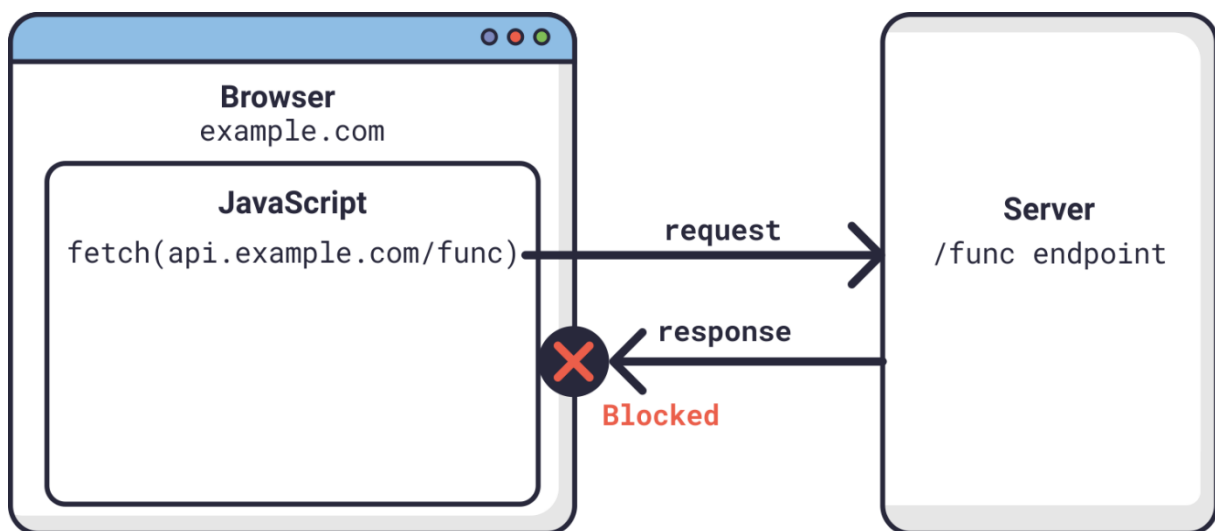 Browser
example.com
JavaScript
fetch(api.example.com/func)
request
response
Blocked
Server
/func endpoint